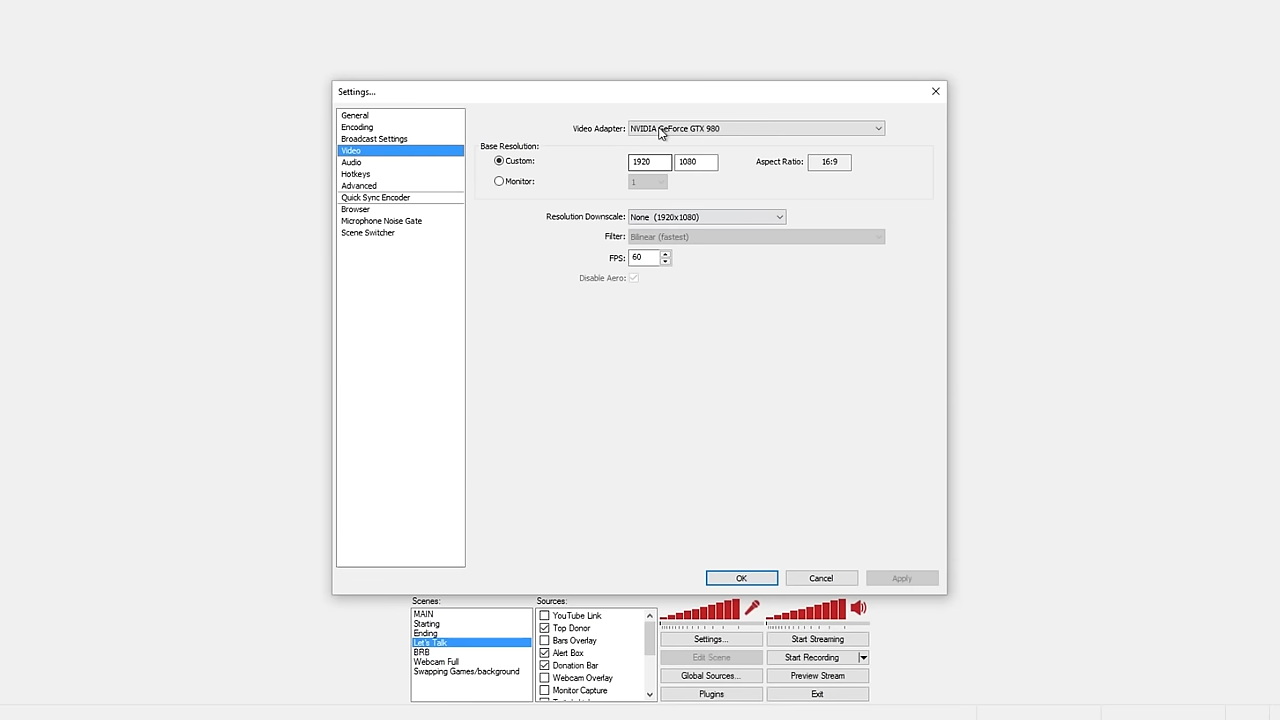 Settings...
General
Encoding
Broadcast Settings
Video
Audio
Hotkeys
Advanced
Quick Sync Encoder
Browser
Microphone Noise Gate
Scene Switcher
Video Adapter: NVIDIA GeForce GTX 980
Base Resolution:
Custom: 1920 1080 Aspect Ratio: 16:9
Monitor: 1
Resolution Downscale: None (1920x1080)
Filter: Bilinear (fastest)
FPS: 60
Disable Aero:
OK Cancel Apply
Scenes:
MAIN
Starting
Ending
Let's Talk
BRB
Webcam Full
Swapping Games/background
Sources:
YouTube Link
Top Donor
Bars Overlay
Alert Box
Donation Bar
Webcam Overlay
Monitor Capture
Settings... Start Streaming
Edit Scene Start Recording
Global Sources... Preview Stream
Plugins Exit